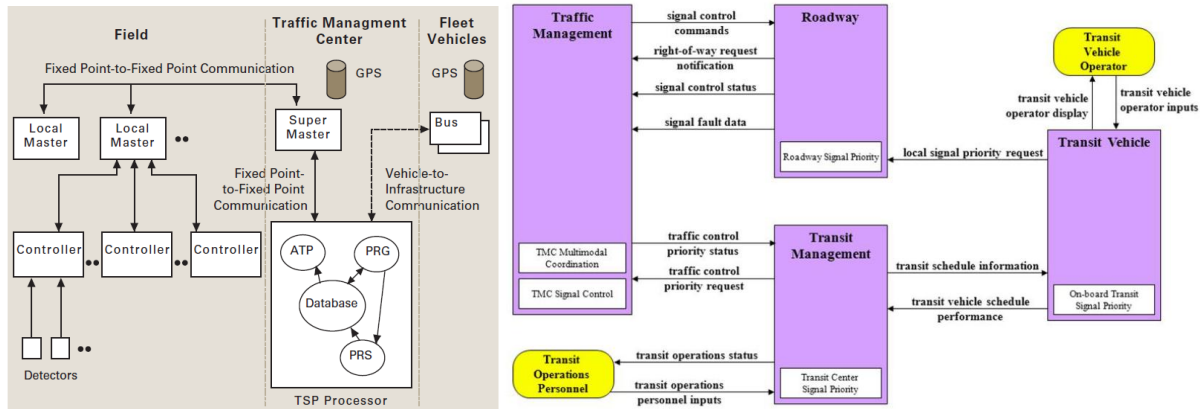 Field
Traffic Managment
Center
Fleet
Vehicles
Fixed Point-to-Fixed Point Communication
GPS
GPS
Local
Master
Local
Master
Super
Master
Bus
Fixed Point-
to-Fixed Point
Communication
Vehicle-to-
Infrastructure
Communication
Controller
Controller
Controller
ATP
PRG
Database
PRS
Detectors
TSP Processor
Traffic
Management
signal control
commands
Roadway
right-of-way request
notification
signal control status
signal fault data
Roadway Signal Priority
Transit
Vehicle
Operator
transit vehicle
operator display
transit vehicle
operator inputs
local signal priority request
Transit Vehicle
TMC Multimodal
Coordination
TMC Signal Control
traffic control
priority status
traffic control
priority request
Transit
Management
transit schedule information
transit vehicle schedule
performance
On-board Transit
Signal Priority
Transit
Operations
Personnel
transit operations status
transit operations
personnel inputs
Transit Center
Signal Priority